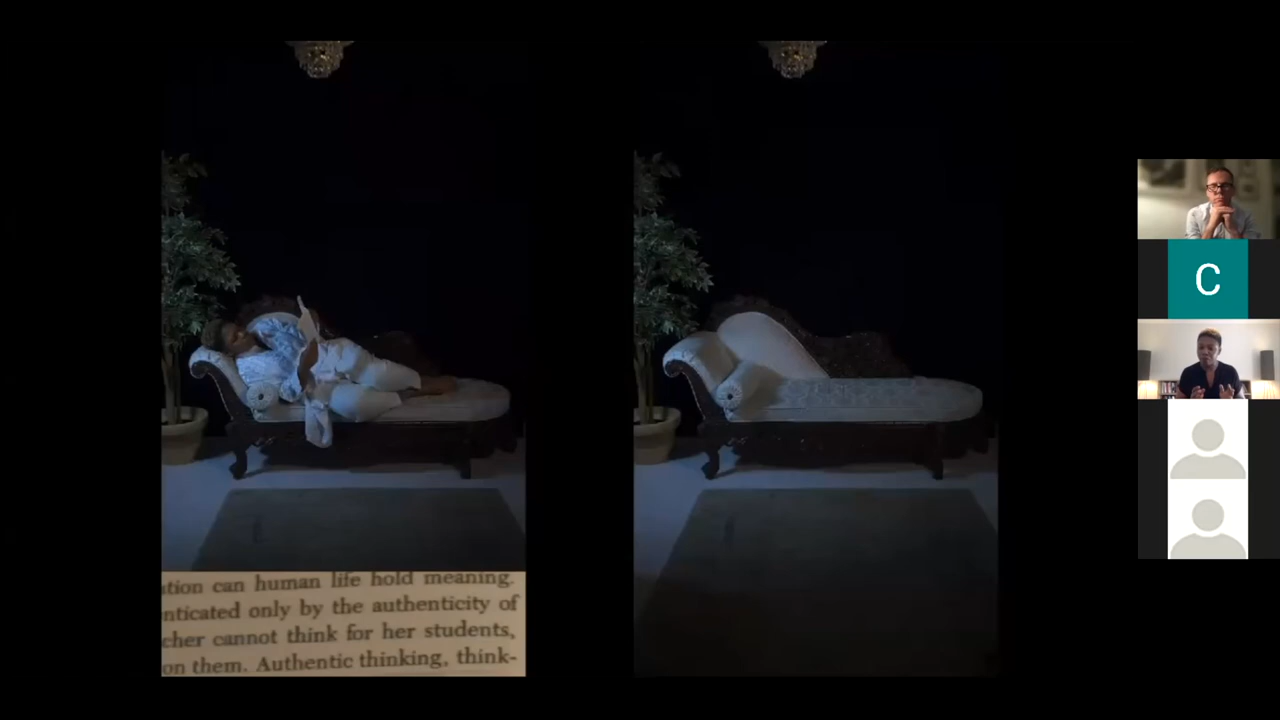 ation can human life hold meaning.
nticated only by the authenticity of
cher cannot think for her students,
on them. Authentic thinking, think-
C